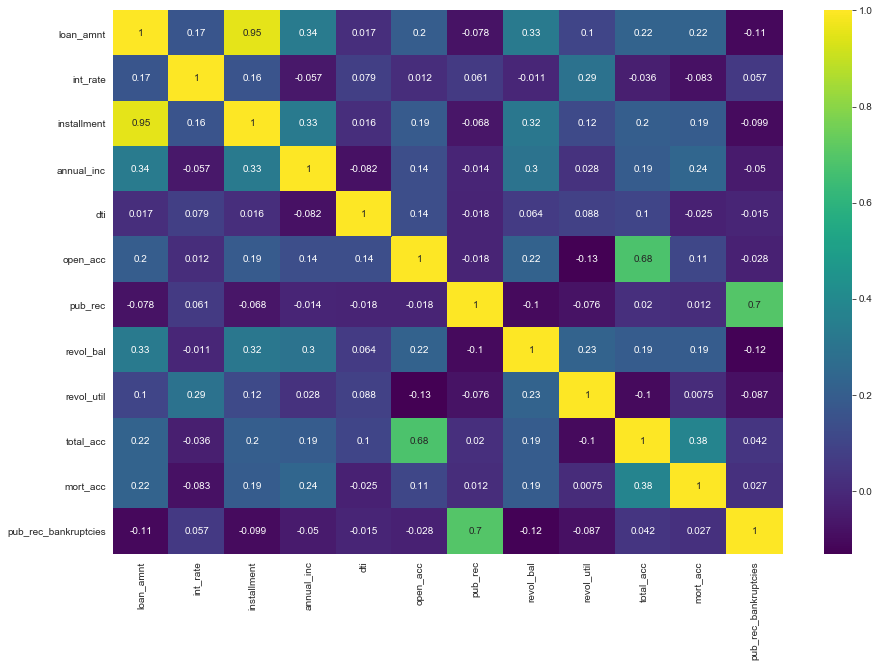 loan_amnt 1 0.17 0.95 0.34 0.017 0.2 -0.078 0.33 0.1 0.22 0.22 -0.11
int_rate 0.17 1 0.16 -0.057 0.079 0.012 0.061 -0.011 0.29 -0.036 -0.083 0.057
installment 0.95 0.16 1 0.33 0.016 0.19 -0.068 0.32 0.12 0.2 0.19 -0.099
annual_inc 0.34 -0.057 0.33 1 -0.082 0.14 -0.014 0.3 0.028 0.19 0.24 -0.05
dti 0.017 0.079 0.016 -0.082 1 0.14 -0.018 0.064 0.088 0.1 -0.025 -0.015
open_acc 0.2 0.012 0.19 0.14 0.14 1 -0.018 0.22 -0.13 0.68 0.11 -0.028
pub_rec -0.078 0.061 -0.068 -0.014 -0.018 -0.018 1 -0.1 -0.076 0.02 0.012 0.7
revol_bal 0.33 -0.011 0.32 0.3 0.064 0.22 -0.1 1 0.23 0.19 0.19 -0.12
revol_util 0.1 0.29 0.12 0.028 0.088 -0.13 -0.076 0.23 1 -0.1 0.0075 -0.087
total_acc 0.22 -0.036 0.2 0.19 0.1 0.68 0.02 0.19 -0.1 1 0.38 0.042
mort_acc 0.22 -0.083 0.19 0.24 -0.025 0.11 0.012 0.19 0.0075 0.38 1 0.027
pub_rec_bankruptcies -0.11 0.057 -0.099 -0.05 -0.015 -0.028 0.7 -0.12 -0.087 0.042 0.027 1
loan_amnt int_rate installment annual_inc dti open_acc pub_rec revol_bal revol_util total_acc mort_acc pub_rec_bankruptcies
1.0
0.8
0.6
0.4
0.2
0.0